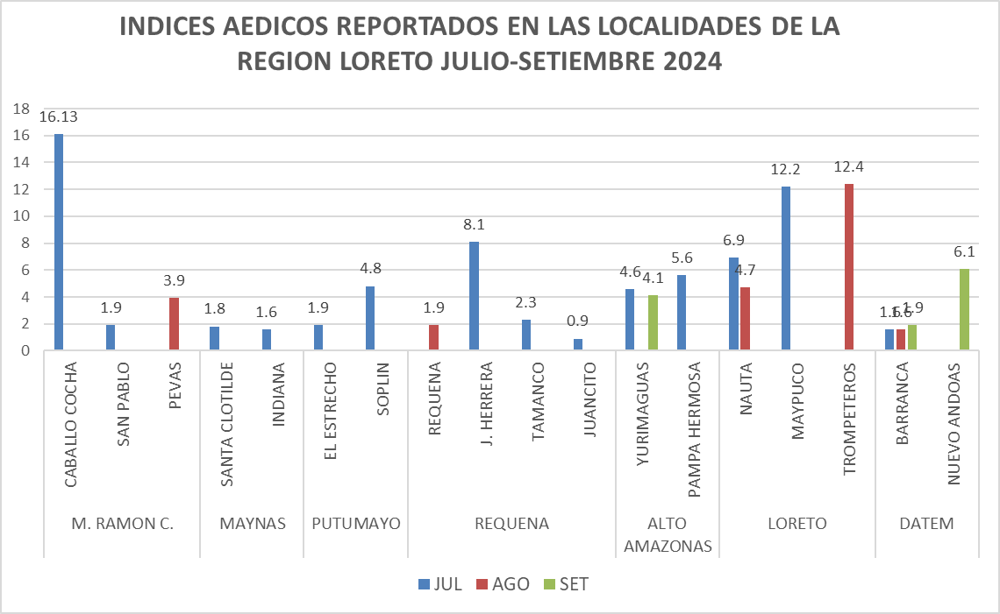 INDICES AEDICOS REPORTADOS EN LAS LOCALIDADES DE LA
REGION LORETO JULIO-SETIEMBRE 2024
18
16
14
12
10
8
6
4
2
0
16.13
1.9
3.9
1.8
1.6
1.9
4.8
1.9
8.1
2.3
0.9
4.6
4.1
5.6
6.9
4.7
12.2
12.4
1.6
1.6
1.9
6.1
CABALLO COCHA
SAN PABLO
PEVAS
SANTA CLOTILDE
INDIANA
EL ESTRECHO
SOPLIN
REQUENA
J. HERRERA
TAMANCO
JUANCITO
YURIMAGUAS
PAMPA HERMOSA
NAUTA
MAYPUCO
TROMPETEROS
BARRANCA
NUEVO ANDOAS
M. RAMON C.
MAYNAS
PUTUMAYO
REQUENA
ALTO
AMAZONAS
LORETO
DATEM
JUL
AGO
SET